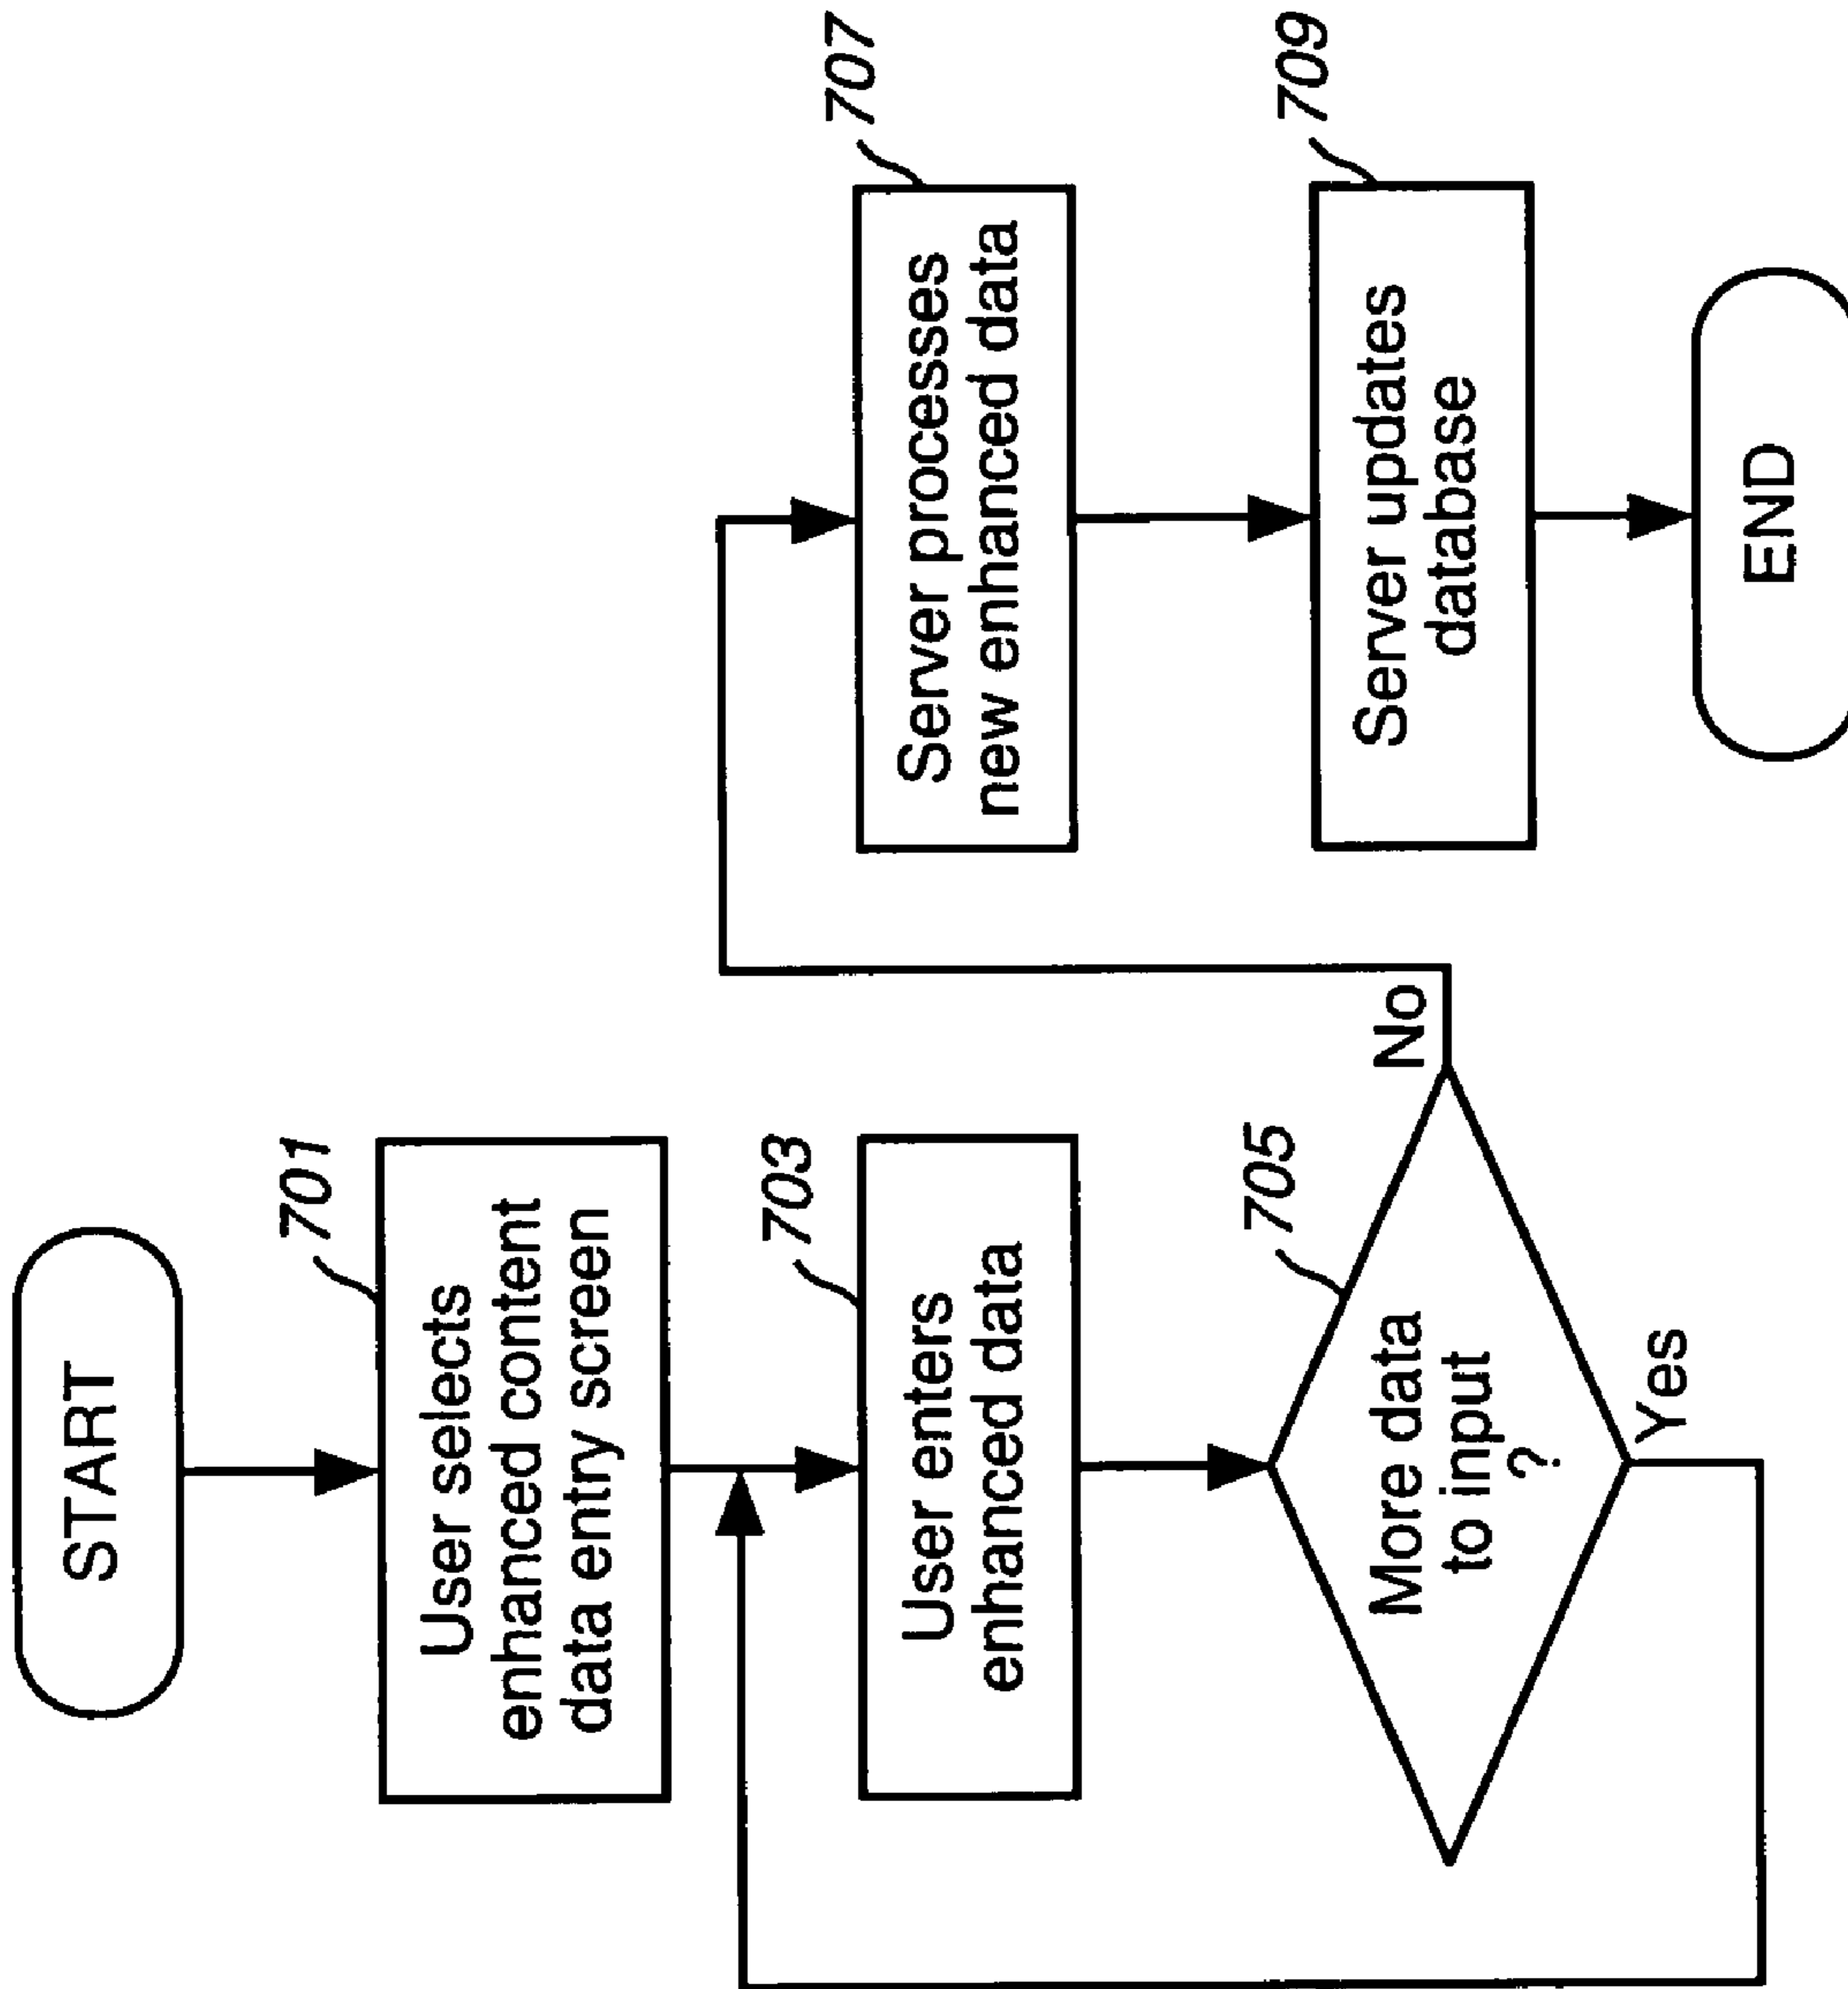 START
701
User selects
enhanced content
data entry screen
703
User enters
enhanced data
705
More data
to input
?
No
Yes
707
Server processes
new enhanced data
709
Server updates
database
END